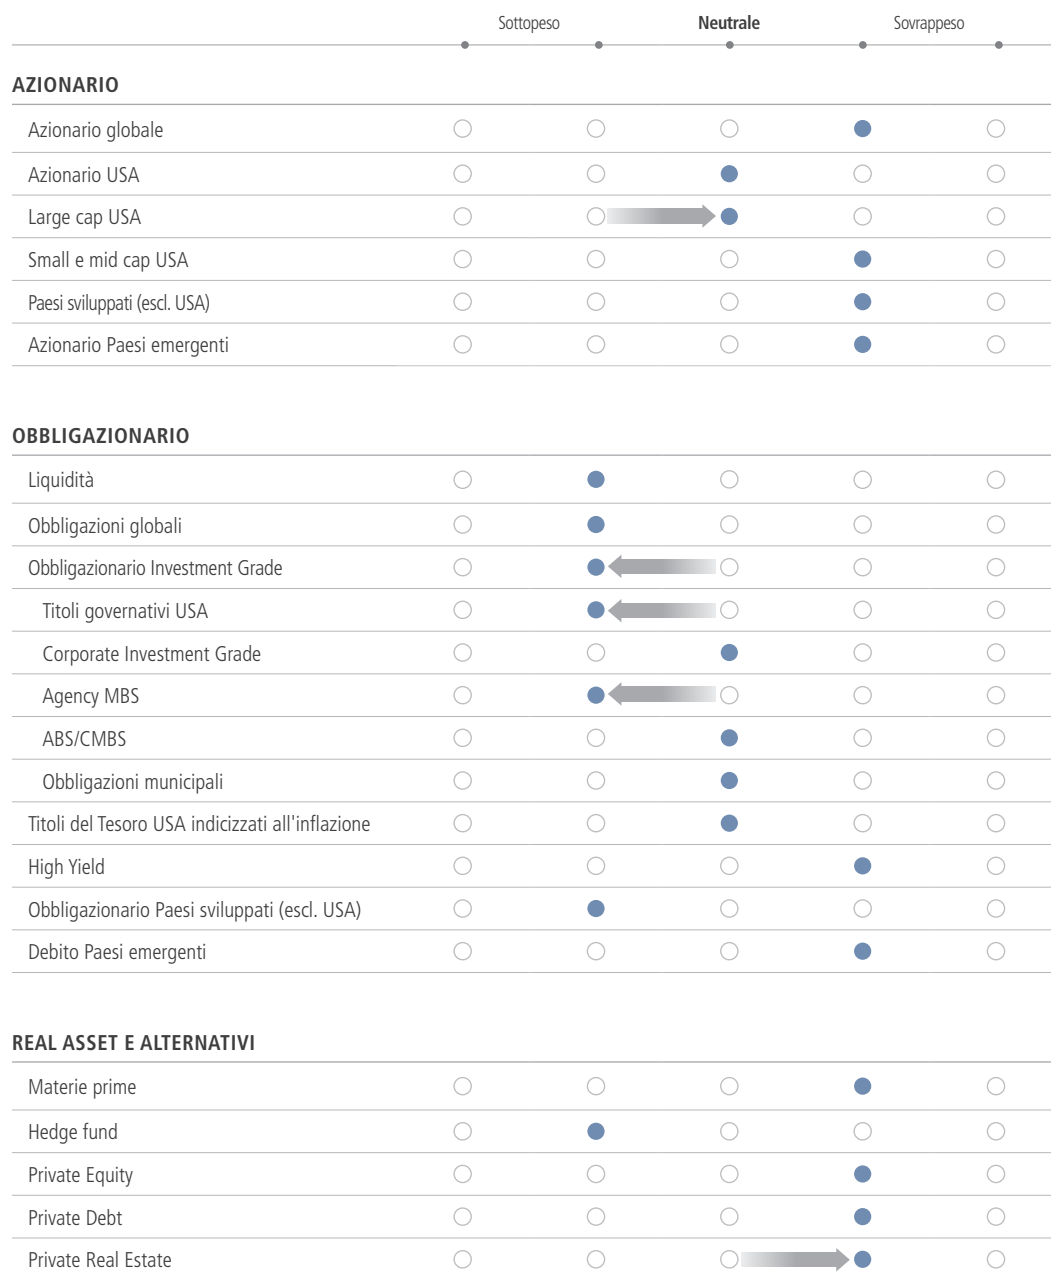 Sottopeso Neutrale Sovrappeso
AZIONARIO
Azionario globale
Azionario USA
Large cap USA
Small e mid cap USA
Paesi sviluppati (escl. USA)
Azionario Paesi emergenti
OBBLIGAZIONARIO
Liquidità
Obbligazioni globali
Obbligazionario Investment Grade
Titoli governativi USA
Corporate Investment Grade
Agency MBS
ABS/CMBS
Obbligazioni municipali
Titoli del Tesoro USA indicizzati all'inflazione
High Yield
Obbligazionario Paesi sviluppati (escl. USA)
Debito Paesi emergenti
REAL ASSET E ALTERNATIVI
Materie prime
Hedge fund
Private Equity
Private Debt
Private Real Estate